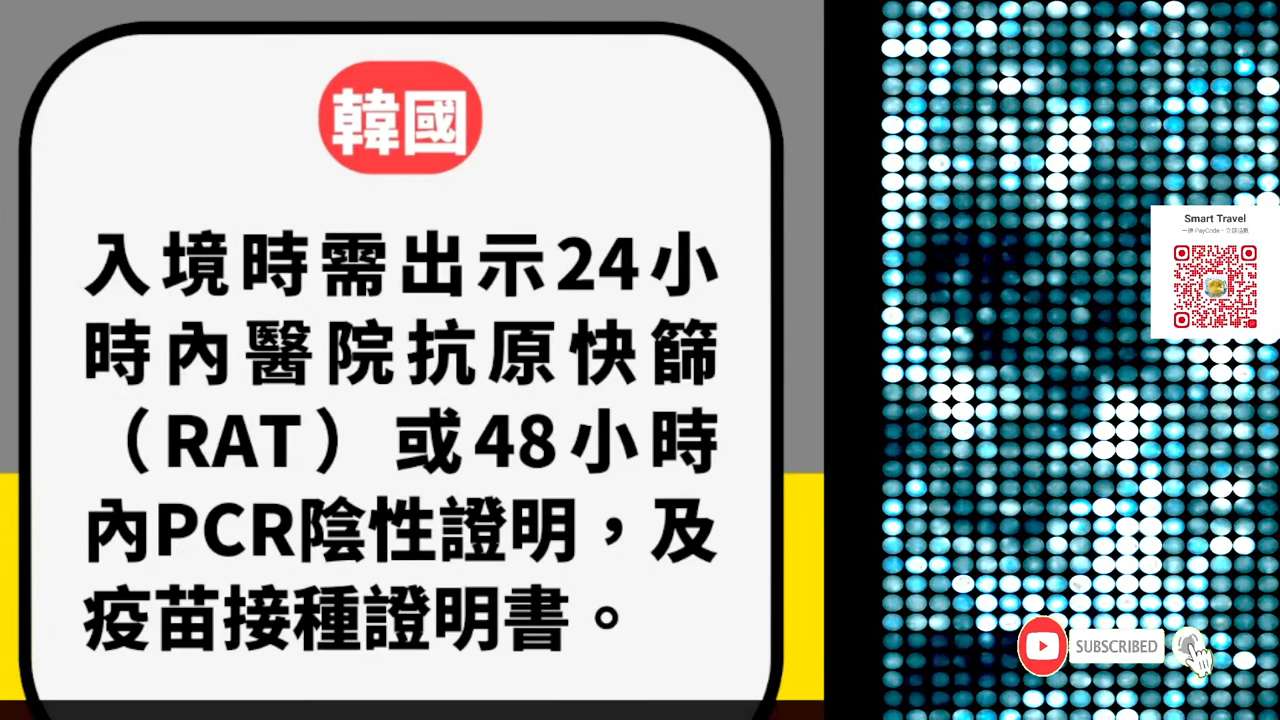 韓國
入境時需出示24小
時內醫院抗原快篩
（RAT）或48小時
內PCR陰性證明，及
疫苗接種證明書。
Smart Travel
SUBSCRIBED